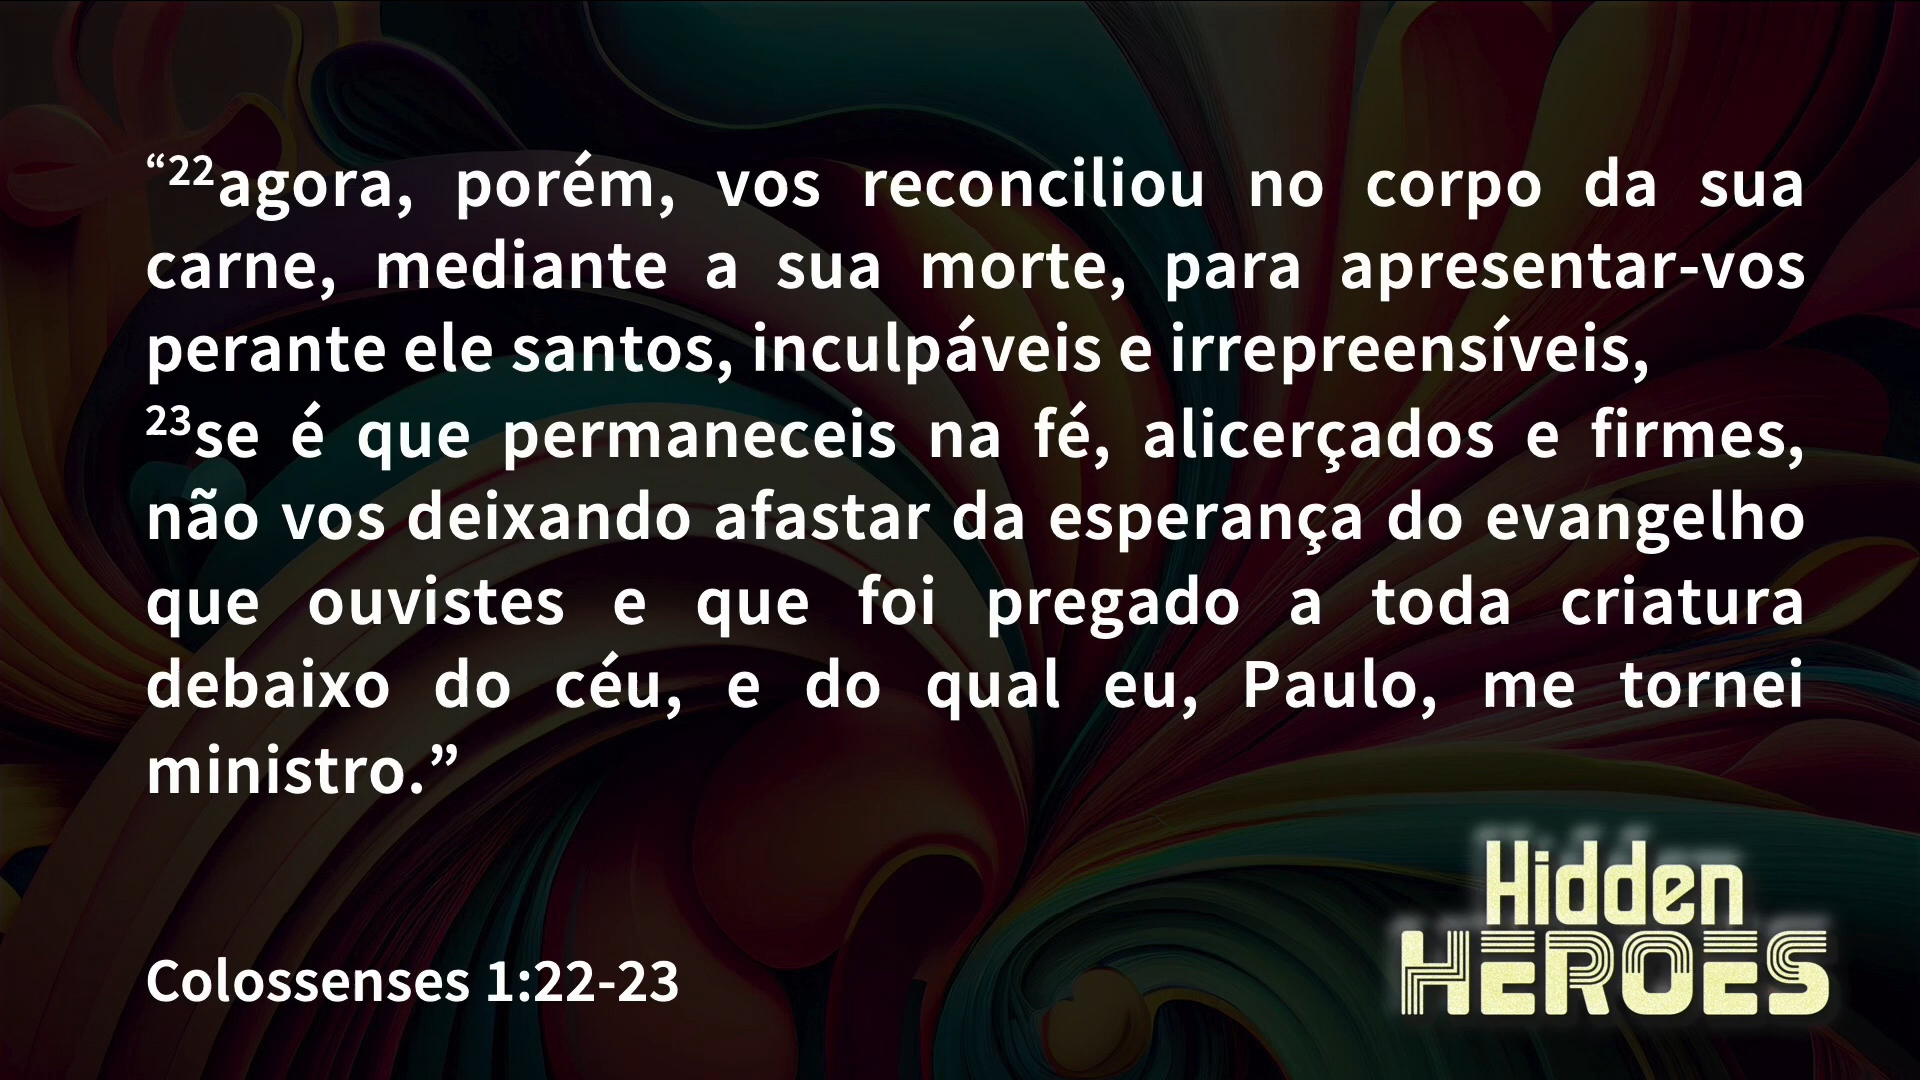 “22agora, porém, vos reconciliou no corpo da sua
carne, mediante a sua morte, para apresentar-vos
perante ele santos, inculpáveis e irrepreensíveis,
23se é que permaneceis na fé, alicerçados e firmes,
não vos deixando afastar da esperança do evangelho
que ouvistes e que foi pregado a toda criatura
debaixo do céu, e do qual eu, Paulo, me tornei
ministro.”
Colossenses 1:22-23
Hidden
HEROES